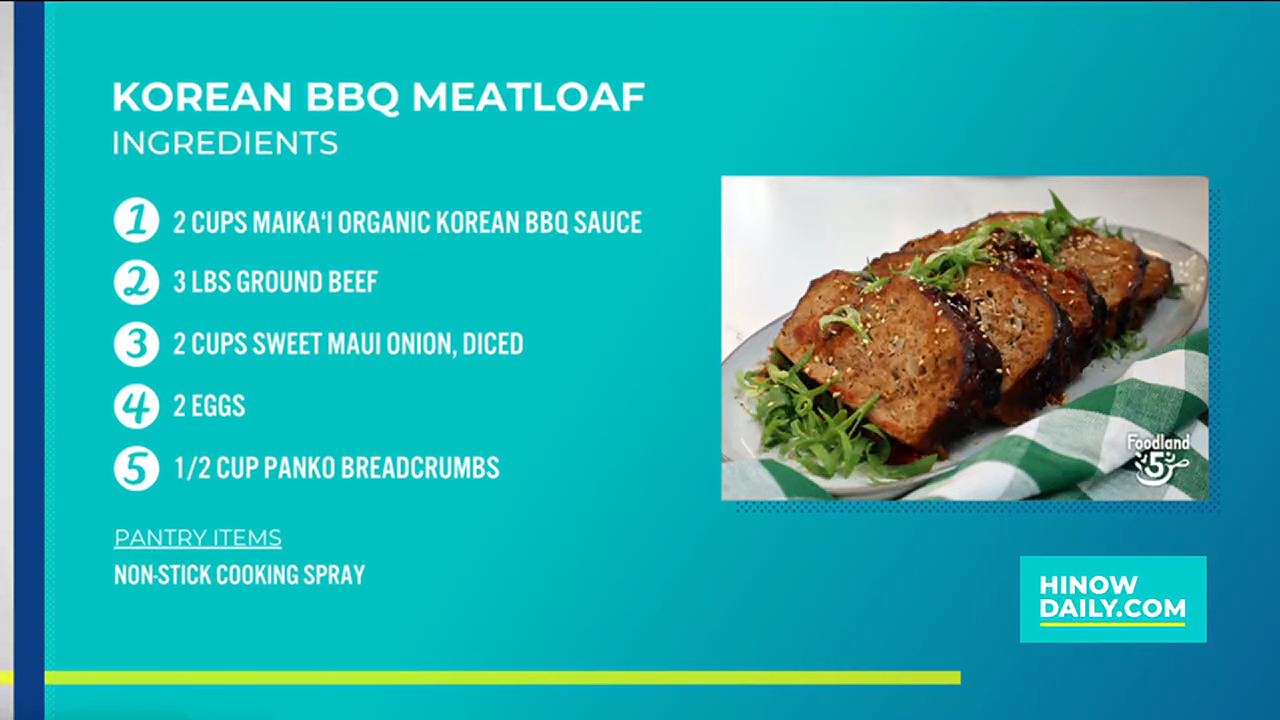 KOREAN BBQ MEATLOAF
INGREDIENTS
1 2 CUPS MAIKA‘I ORGANIC KOREAN BBQ SAUCE
2 3 LBS GROUND BEEF
3 2 CUPS SWEET MAUI ONION, DICED
4 2 EGGS
5 1/2 CUP PANKO BREADCRUMBS
PANTRY ITEMS
NON-STICK COOKING SPRAY
Foodland
5
HINOW
DAILY.COM